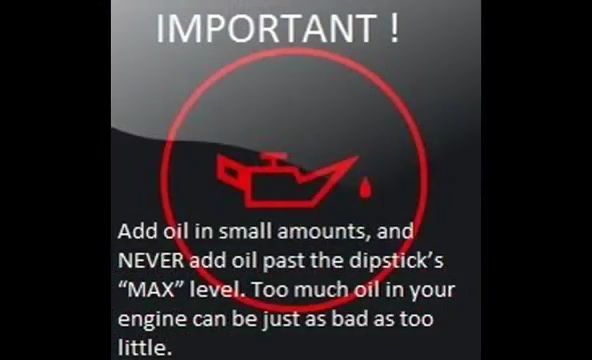 IMPORTANT !
Add oil in small amounts, and
NEVER add oil past the dipstick's
“MAX” level. Too much oil in your
engine can be just as bad as too
little.